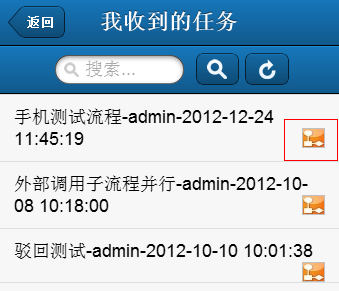 返回
我收到的任务
搜索...
手机测试流程-admin-2012-12-24
11:45:19
外部调用子流程并行-admin-2012-10-
08 10:18:00
驳回测试-admin-2012-10-10 10:01:38